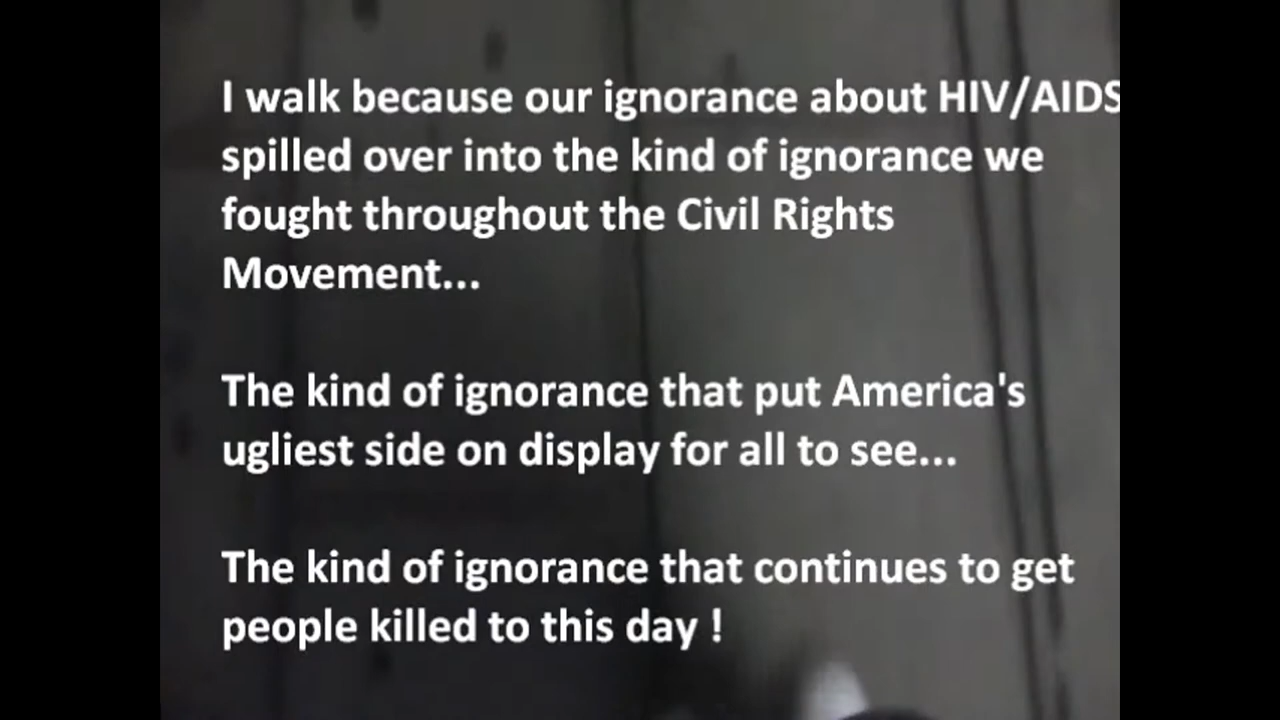 I walk because our ignorance about HIV/AIDS
spilled over into the kind of ignorance we
fought throughout the Civil Rights
Movement...
The kind of ignorance that put America's
ugliest side on display for all to see...
The kind of ignorance that continues to get
people killed to this day !